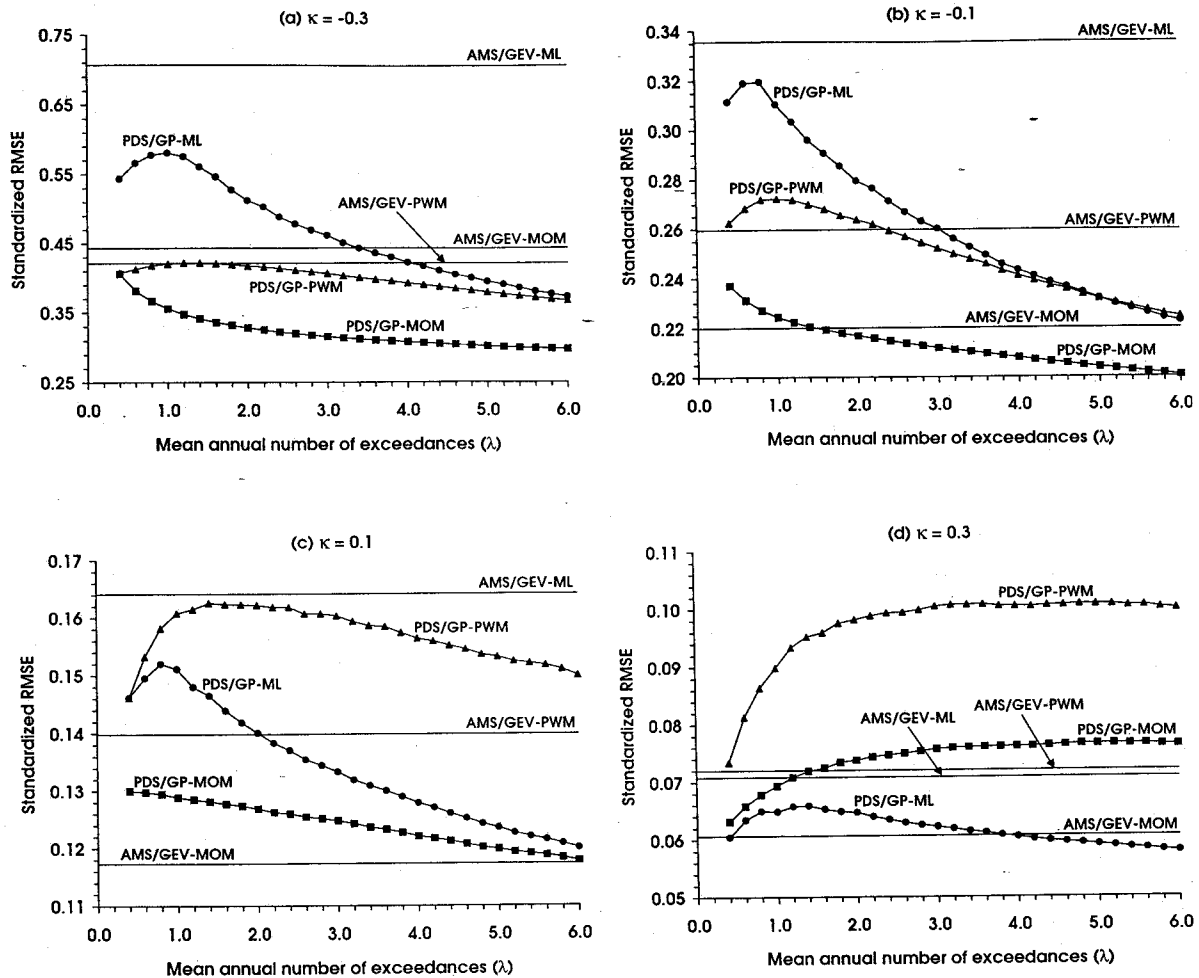 (a) κ = -0.3
0.75
0.65
0.55
0.45
0.35
0.25
Standardized RMSE
AMS/GEV-ML
PDS/GP-ML
AMS/GEV-PWM
AMS/GEV-MOM
PDS/GP-PWM
PDS/GP-MOM
0.0 1.0 2.0 3.0 4.0 5.0 6.0
Mean annual number of exceedances (λ)
(b) κ = -0.1
0.34
0.32
0.30
0.28
0.26
0.24
0.22
0.20
Standardized RMSE
AMS/GEV-ML
PDS/GP-ML
PDS/GP-PWM
AMS/GEV-PWM
AMS/GEV-MOM
PDS/GP-MOM
0.0 1.0 2.0 3.0 4.0 5.0 6.0
Mean annual number of exceedances (λ)
(c) κ = 0.1
0.17
0.16
0.15
0.14
0.13
0.12
0.11
Standardized RMSE
AMS/GEV-ML
PDS/GP-PWM
PDS/GP-ML
AMS/GEV-PWM
PDS/GP-MOM
AMS/GEV-MOM
0.0 1.0 2.0 3.0 4.0 5.0 6.0
Mean annual number of exceedances (λ)
(d) κ = 0.3
0.11
0.10
0.09
0.08
0.07
0.06
0.05
Standardized RMSE
PDS/GP-PWM
AMS/GEV-PWM
AMS/GEV-ML
PDS/GP-MOM
PDS/GP-ML
AMS/GEV-MOM
0.0 1.0 2.0 3.0 4.0 5.0 6.0
Mean annual number of exceedances (λ)